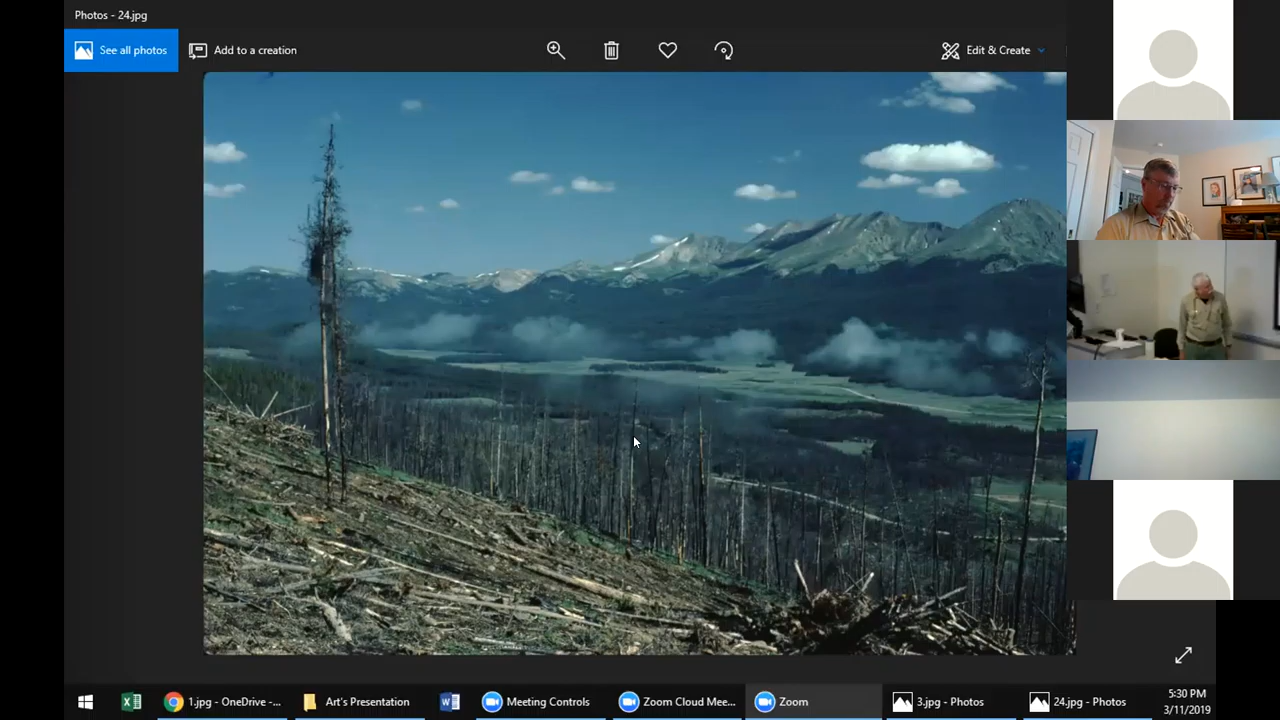 Photos - 24.jpg
See all photos
Add to a creation
Edit & Create
1.jpg - OneDrive -...
Art's Presentation
Meeting Controls
Zoom Cloud Mee...
Zoom
3.jpg - Photos
24.jpg - Photos
5:30 PM
3/11/2019